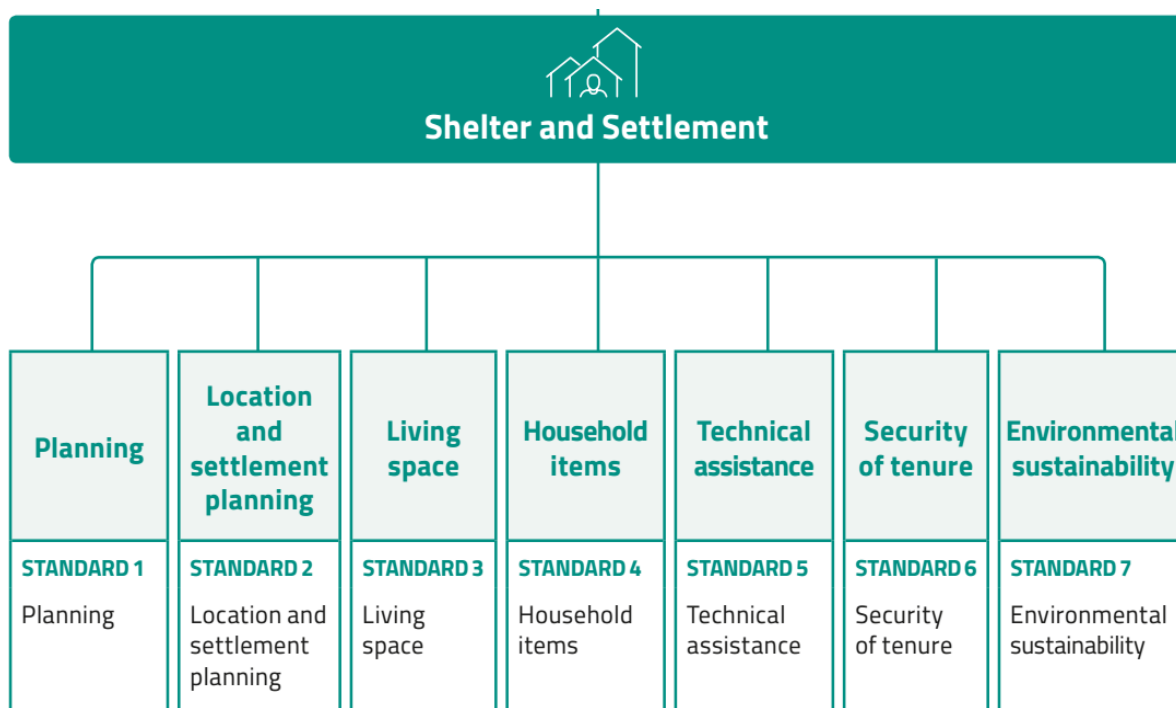 Shelter and Settlement
Planning
Location
and
settlement
planning
Living
space
Household
items
Technical
assistance
Security
of tenure
Environmental
sustainability
STANDARD 1
Planning
STANDARD 2
Location and
settlement
planning
STANDARD 3
Living
space
STANDARD 4
Household
items
STANDARD 5
Technical
assistance
STANDARD 6
Security
of tenure
STANDARD 7
Environmental
sustainability